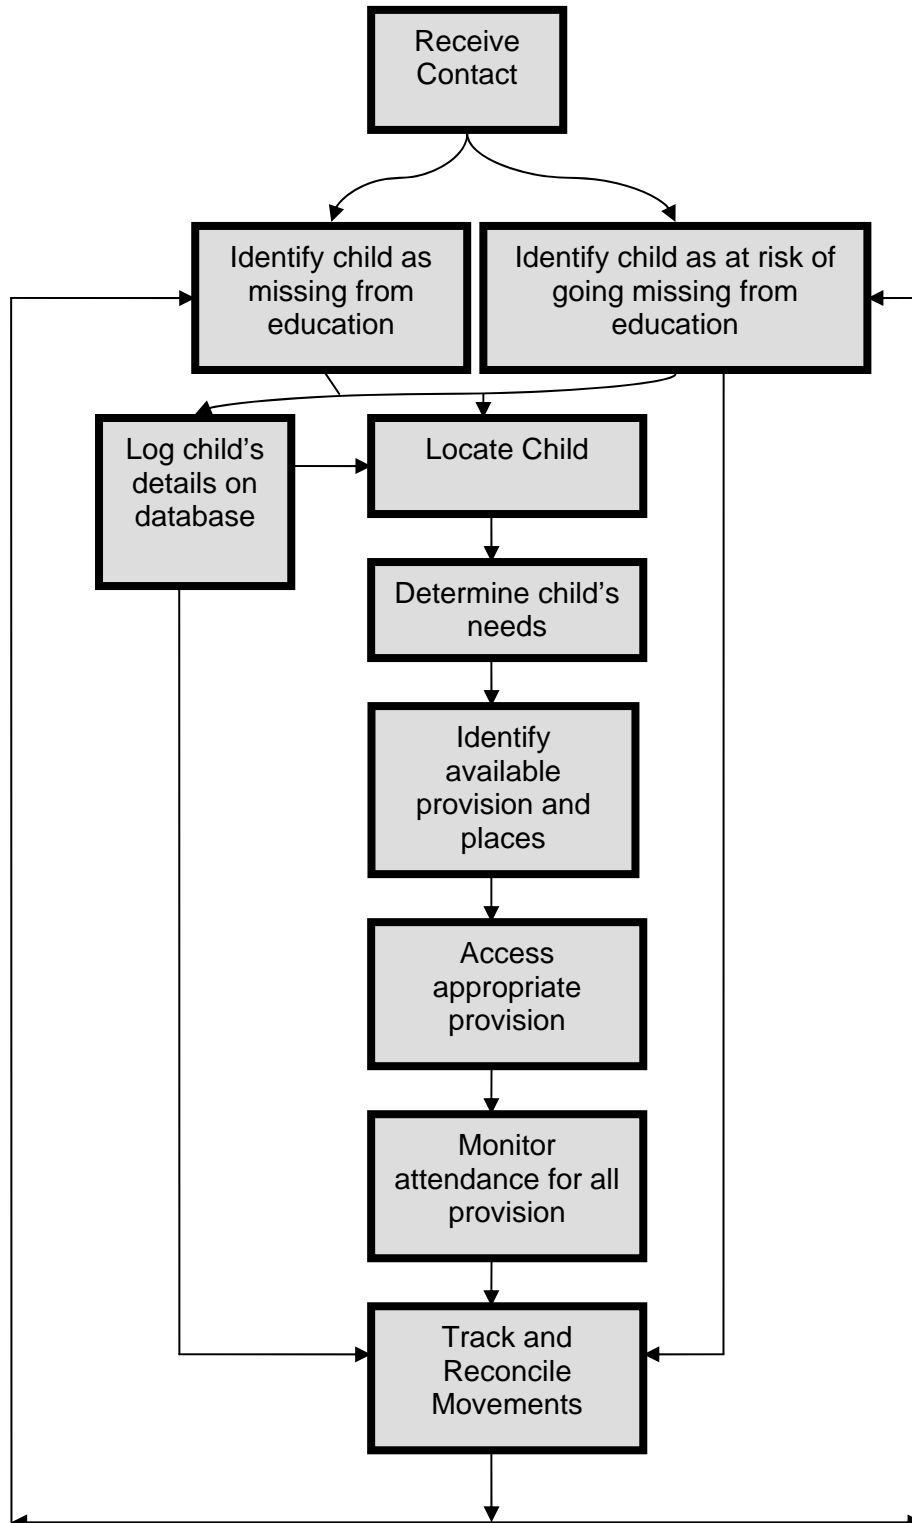 Receive
Contact
Identify child as
missing from
education
Identify child as at risk of
going missing from
education
Log child’s
details on
database
Locate Child
Determine child’s
needs
Identify
available
provision and
places
Access
appropriate
provision
Monitor
attendance for all
provision
Track and
Reconcile
Movements